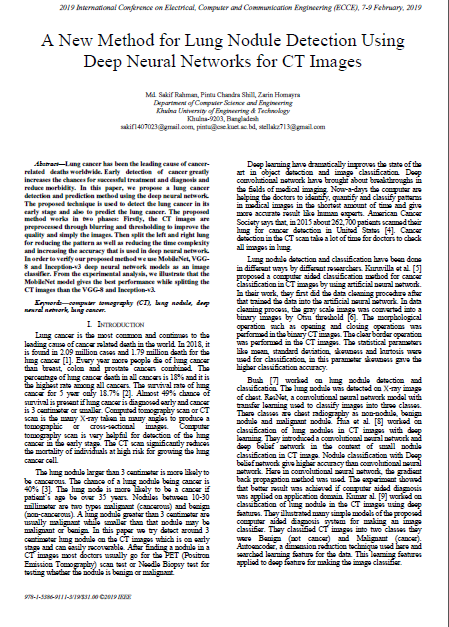 2019 International Conference on Electrical, Computer and Communication Engineering (ECCE), 7-9 February, 2019
A New Method for Lung Nodule Detection Using
Deep Neural Networks for CT Images
Md. Sakif Rahman, Pintu Chandra Shill, Zarin Homayra
Department of Computer Science and Engineering
Khulna University of Engineering & Technology
Khulna-9203, Bangladesh
sakif1407023@gmail.com, pintu@cse.kuet.ac.bd, stellakz713@gmail.com
Abstract—Lung cancer has been the leading cause of cancer-
related deaths worldwide. Early detection of cancer greatly
increases the chances for successful treatment and diagnosis and
reduce morbidity. In this paper, we propose a lung cancer
detection and prediction method using the deep neural network.
The proposed technique is used to detect the lung cancer in its
early stage and also to predict the lung cancer. The proposed
method works in two phases: Firstly, the CT images are
preprocessed through blurring and thresholding to improve the
quality and simply the images. Then split the left and right lung
for reducing the pattern as well as reducing the time complexity
and increasing the accuracy that is used in deep neural network.
In order to verify our proposed method we use MobileNet, VGG-
8 and Inception-v3 deep neural network models as an image
classifier. From the experimental analysis, we illustrate that the
MobileNet model gives the best performance while splitting the
CT images than the VGG-8 and Inception-v3.
Keywords—computer tomography (CT), lung nodule, deep
neural network, lung cancer.
I. INTRODUCTION
Lung cancer is the most common and continues to the
leading cause of cancer related death in the world. In 2018, it
is found in 2.09 million cases and 1.79 million death for the
lung cancer [1]. Every year more people die of lung cancer
than breast, colon and prostate cancers combined. The
percentage of lung cancer death in all cancers is 18% and it is
the highest rate among all cancers. The survival rate of lung
cancer for 5 year only 18.7% [2]. Almost 49% chance of
survival is present if lung cancer is diagnosed early and cancer
is 3 centimeter or smaller. Computed tomography scan or CT
scan is the many X-ray taken in many angles to produce a
tomographic or cross-sectional images. Computer
tomography scan is very helpful for detection of the lung
cancer in the early stage. The CT scan significantly reduces
the mortality of individuals at high risk for growing the lung
cancer cell.
The lung nodule larger than 3 centimeter is more likely to
be cancerous. The chance of a lung nodule being cancer is
40% [3]. The lung node is more likely to be a cancer if
patient's age be over 35 years. Nodules between 10-30
millimeter are two types malignant (cancerous) and benign
(non-cancerous). A lung nodule greater than 3 centimeter are
usually malignant while smaller than that nodule may be
malignant or benign. In this paper we try detect around 3
centimeter lung nodule on the CT images which is on early
stage and can easily recoverable. After finding a nodule in a
CT images most doctors usually go for the PET (Positron
Emission Tomography) scan test or Needle Biopsy test for
testing whether the nodule is benign or malignant.
Deep learning have dramatically improves the state of the
art in object detection and image classification. Deep
convolutional network have brought about breakthroughs in
the fields of medical imaging. Now-a-days the computer are
helping the doctors to identify, quantify and classify patterns
in medical images in the shortest amount of time and give
more accurate result like human experts. American Cancer
Society says that, in 2015 about 262,700 patients scanned their
lung for cancer detection in United States [4]. Cancer
detection in the CT scan take a lot of time for doctors to check
all images in lung.
Lung nodule detection and classification have been done
in different ways by different researchers. Kuruvilla et al. [5]
proposed a computer aided classification method for cancer
classification in CT images by using artificial neural network.
In their work, they first did the data cleaning procedure after
that trained the data into the artificial neural network. In data
cleaning process, the gray scale image was converted into a
binary images by Otsu threshold [6]. The morphological
operation such as opening and closing operations was
performed in the binary CT images. The clear border operation
was performed in the CT images. The statistical parameters
like mean, standard deviation, skewness and kurtosis were
used for classification, in this parameter skewness gave the
higher classification accuracy.
Bush [7] worked on lung nodule detection and
classification. The lung nodule was detected on X-ray image
of chest. ResNet, a convolutional neural network model with
transfer learning used to classify images into three classes.
There classes are chest radiography as non-nodule, benign
nodule and malignant nodule. Hua et al. [8] worked on
classification of lung nodules in CT images with deep
learning. They introduced a convolutional neural network and
deep belief network in the context of small nodule
classification in CT image. Nodule classification with Deep
belief network give higher accuracy than convolutional neural
network. Here in convolutional neural network, the gradient
back propagation method was used. The experiment showed
that better result was achieved if computer aided diagnosis
was applied on application domain. Kumar al. [9] worked on
classification of lung nodule in the CT images using deep
features. They illustrated many simple models of the proposed
computer aided diagnosis system for making an image
classifier. They classified CT images into two classes they
were Benign (not cancer) and Malignant (cancer).
Autoencoder, a dimension reduction technique used here and
searched learning feature for the data. This learning features
applied to deep feature for making the image classifier.
978-1-5386-9111-3/19/$31.00 ©2019 IEEE